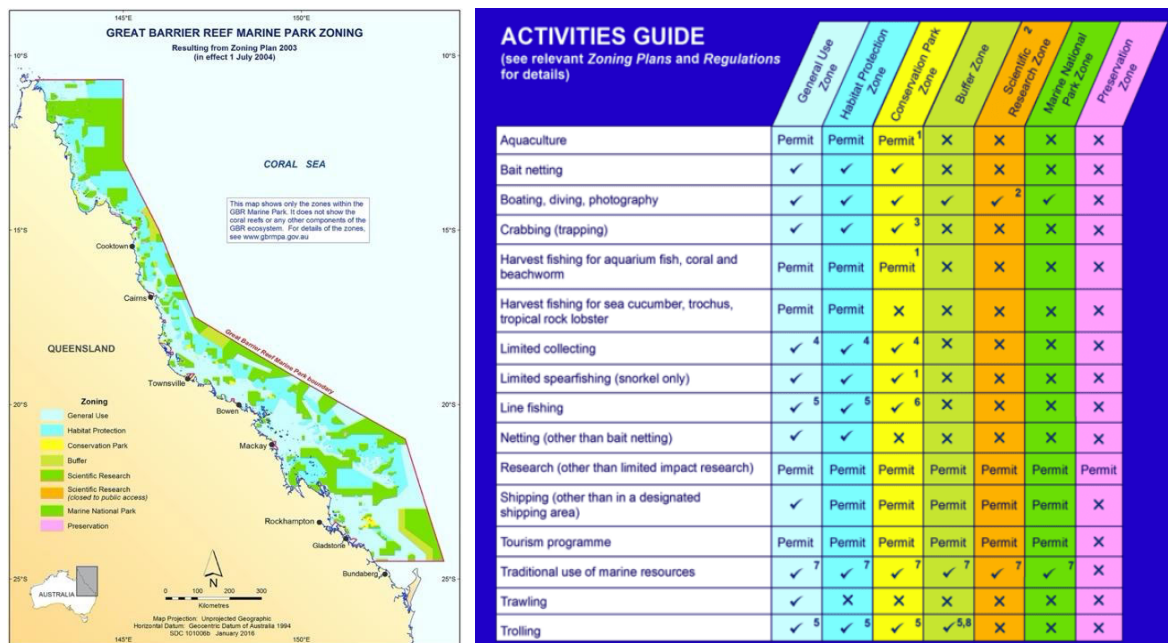 145°E
150°E
GREAT BARRIER REEF MARINE PARK ZONING
Resulting from Zoning Plan 2003
(in effect 1 July 2004)
10°S
10°S
CORAL SEA
This map shows only the zones within the
GBR Marine Park. It does not show the
coral reefs or any other components of the
GBR ecosystem. For details of the zones,
see www.gbrmpa.gov.au
15°S
15°S
Cooktown
Cairns
Great Barrier Reef Marine Park boundary
QUEENSLAND
Townsville
20°S
Bowen
20°S
Mackay
Zoning
General Use
Habitat Protection
Conservation Park
Buffer
Scientific Research
Scientific Research
(closed to public access)
Marine National Park
Preservation
Rockhampton
Gladstone
Bundaberg
N
AUSTRALIA
25°S
25°S
0 100 200 300
Kilometres
Map Projection: Unprojected Geographic
Horizontal Datum: Geocentric Datum of Australia 1994
SDC 101006b January 2016
145°E
150°E
ACTIVITIES GUIDE
(see relevant Zoning Plans and Regulations
for details)
General Use
Zone
Habitat Protection
Zone
Conservation Park
Zone
Buffer Zone
Scientific 2
Research Zone
Marine National
Park Zone
Preservation
Zone
Aquaculture Permit Permit Permit 1 ✕ ✕ ✕ ✕
Bait netting ✓ ✓ ✓ ✕ ✕ ✕ ✕
Boating, diving, photography ✓ ✓ ✓ ✓ ✓ 2 ✓ ✕
Crabbing (trapping) ✓ ✓ ✓ 3 ✕ ✕ ✕ ✕
Harvest fishing for aquarium fish, coral and
beachworm Permit Permit Permit 1 ✕ ✕ ✕ ✕
Harvest fishing for sea cucumber, trochus,
tropical rock lobster Permit Permit ✕ ✕ ✕ ✕ ✕
Limited collecting ✓ 4 ✓ 4 ✓ 4 ✕ ✕ ✕ ✕
Limited spearfishing (snorkel only) ✓ ✓ ✓ 1 ✕ ✕ ✕ ✕
Line fishing ✓ 5 ✓ 5 ✓ 6 ✕ ✕ ✕ ✕
Netting (other than bait netting) ✓ ✓ ✕ ✕ ✕ ✕ ✕
Research (other than limited impact research) Permit Permit Permit Permit Permit Permit Permit
Shipping (other than in a designated
shipping area) ✓ Permit Permit Permit Permit Permit ✕
Tourism programme Permit Permit Permit Permit Permit Permit ✕
Traditional use of marine resources ✓ 7 ✓ 7 ✓ 7 ✓ 7 ✓ 7 ✓ 7 ✕
Trawling ✓ ✕ ✕ ✕ ✕ ✕ ✕
Trolling ✓ 5 ✓ 5 ✓ 5 ✓ 5,8 ✕ ✕ ✕